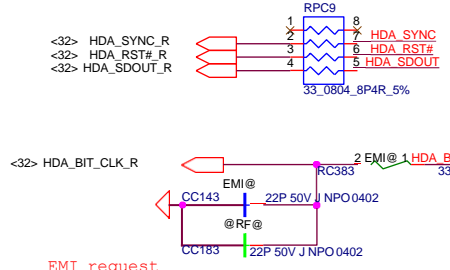 RPC9
1 8
<32> HDA_SYNC_R 2 7 HDA_SYNC
<32> HDA_RST#_R 3 6 HDA_RST#
<32> HDA_SDOUT_R 4 5 HDA_SDOUT
33_0804_8P4R_5%
<32> HDA_BIT_CLK_R 2 EMI@ 1 HDA_B
RC383 33
EMI@
CC143 22P 50V J NPO 0402
@RF@
CC183 22P 50V J NPO 0402
EMI request